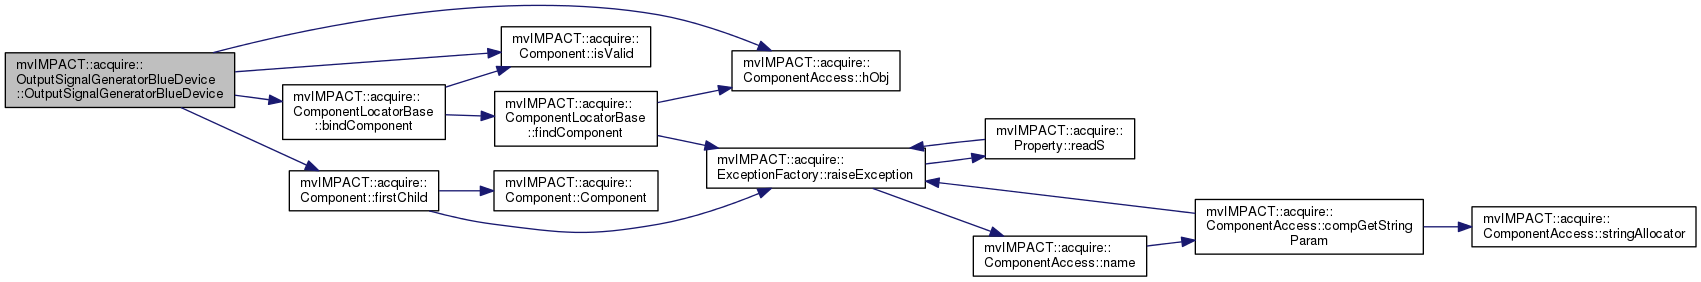 mvIMPACT::acquire::
OutputSignalGeneratorBlueDevice
::OutputSignalGeneratorBlueDevice
mvIMPACT::acquire::
Component::isValid
mvIMPACT::acquire::
ComponentAccess::hObj
mvIMPACT::acquire::
ComponentLocatorBase
::bindComponent
mvIMPACT::acquire::
ComponentLocatorBase
::findComponent
mvIMPACT::acquire::
Component::firstChild
mvIMPACT::acquire::
Component::Component
mvIMPACT::acquire::
ExceptionFactory::raiseException
mvIMPACT::acquire::
Property::readS
mvIMPACT::acquire::
ComponentAccess::name
mvIMPACT::acquire::
ComponentAccess::compGetString
Param
mvIMPACT::acquire::
ComponentAccess::stringAllocator